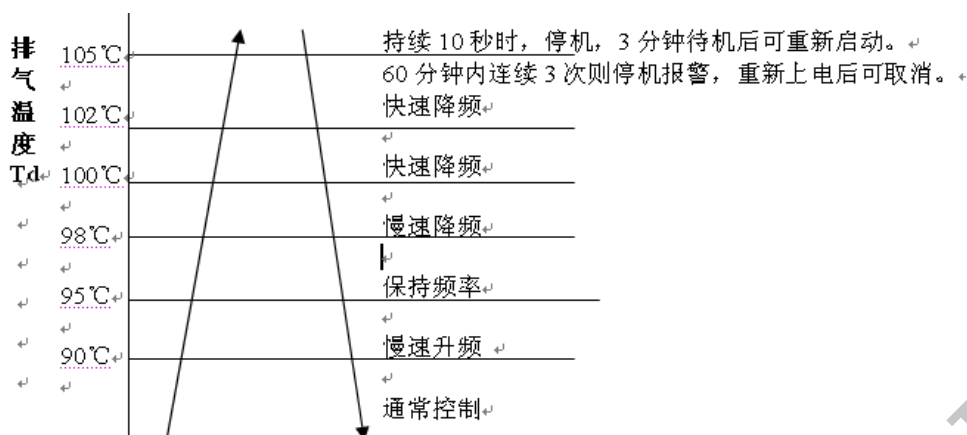 排气温度Td
105℃
102℃
100℃
98℃
95℃
90℃
持续10秒时，停机，3分钟待机后可重新启动。
60分钟内连续3次则停机报警，重新上电后可取消。
快速降频
快速降频
慢速降频
保持频率
慢速升频
通常控制